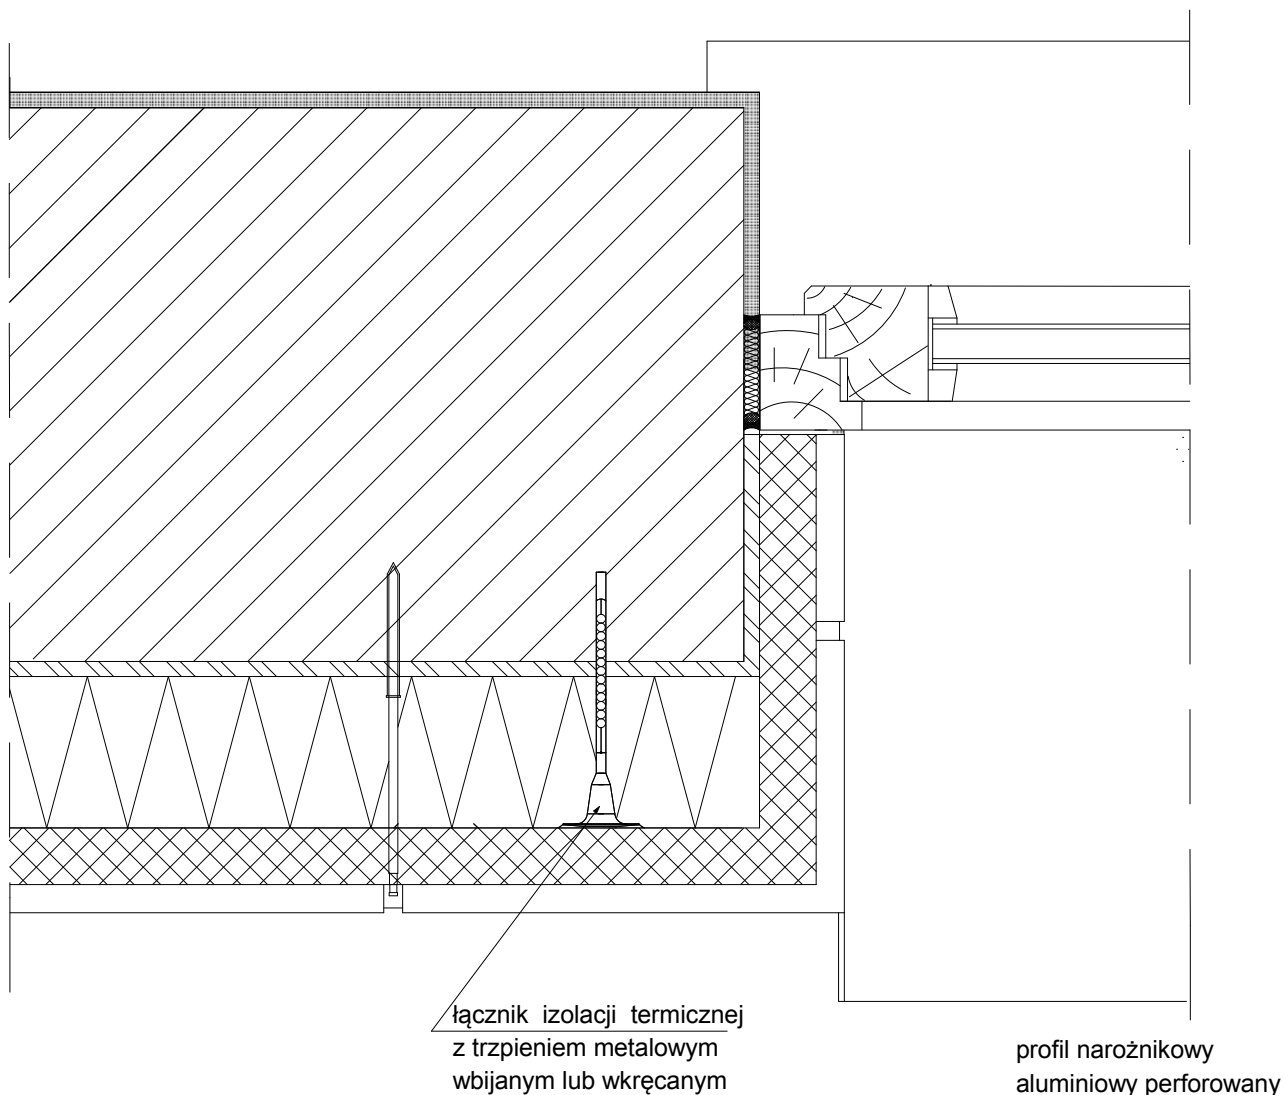 łącznik izolacji termicznej
z trzpieniem metalowym
wbijanym lub wkręcanym
profil narożnikowy
aluminiowy perforowany